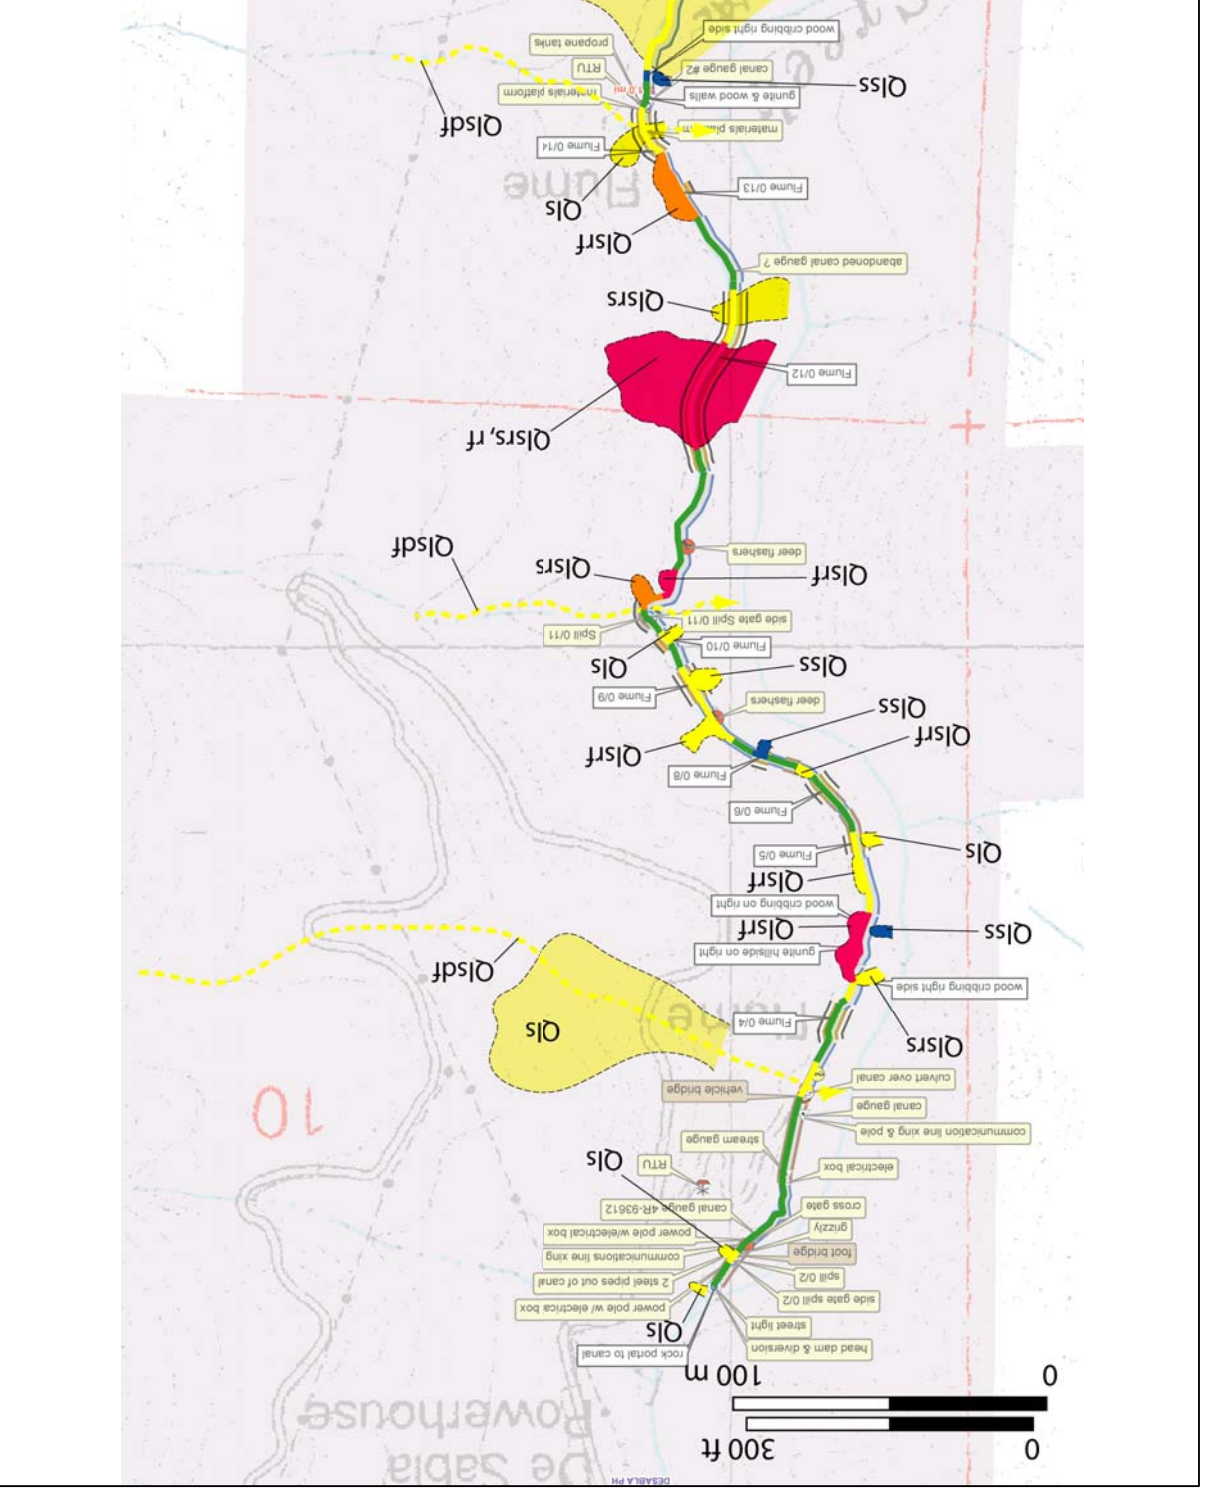 DESABLA PH
De Sabla
Powerhouse
0 300 ft
0 100 m
head dam & diversion
rock portal to canal
street light
Qls
side gate spill 0/2
power pole w/ electrica box
spill 0/2
2 steel pipes out of canal
foot bridge
communications line xing
grizzly
power pole w/electrical box
cross gate
canal gauge 4R-93612
electrical box
RTU
Qls
stream gauge
communication line xing & pole
canal gauge
10
vehicle bridge
culvert over canal
Qlsrs
Flume 0/4
Flume
Qls
wood cribbing right side
Qlsdf
gunite hillside on right
Qlss
Qlsrf
wood cribbing on right
Qlsrf
Qls
Flume 0/5
Flume 0/6
Flume 0/8
Qlsrf
Qlsrf
Qlss
deer flashers
Flume 0/9
Qlss
Qls
Flume 0/10
Spill 0/11
side gate Spill 0/11
Qlsrf
Qlsrs
deer flashers
Qlsdf
Qlsrs, rf
Flume 0/12
Qlsrs
abandoned canal gauge ?
Qlsrf
Qls
Flume 0/13
Flume
Flume 0/14
materials platform
Qlsdf
gunite & wood walls
materials platform
1.0 mi
Qlss
canal gauge #2
RTU
propane tanks
wood cribbing right side